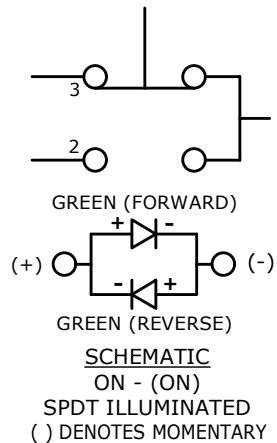 3
2
GREEN (FORWARD)
+ -
(+) (-)
- +
GREEN (REVERSE)
SCHEMATIC
ON - (ON)
SPDT ILLUMINATED
( ) DENOTES MOMENTARY